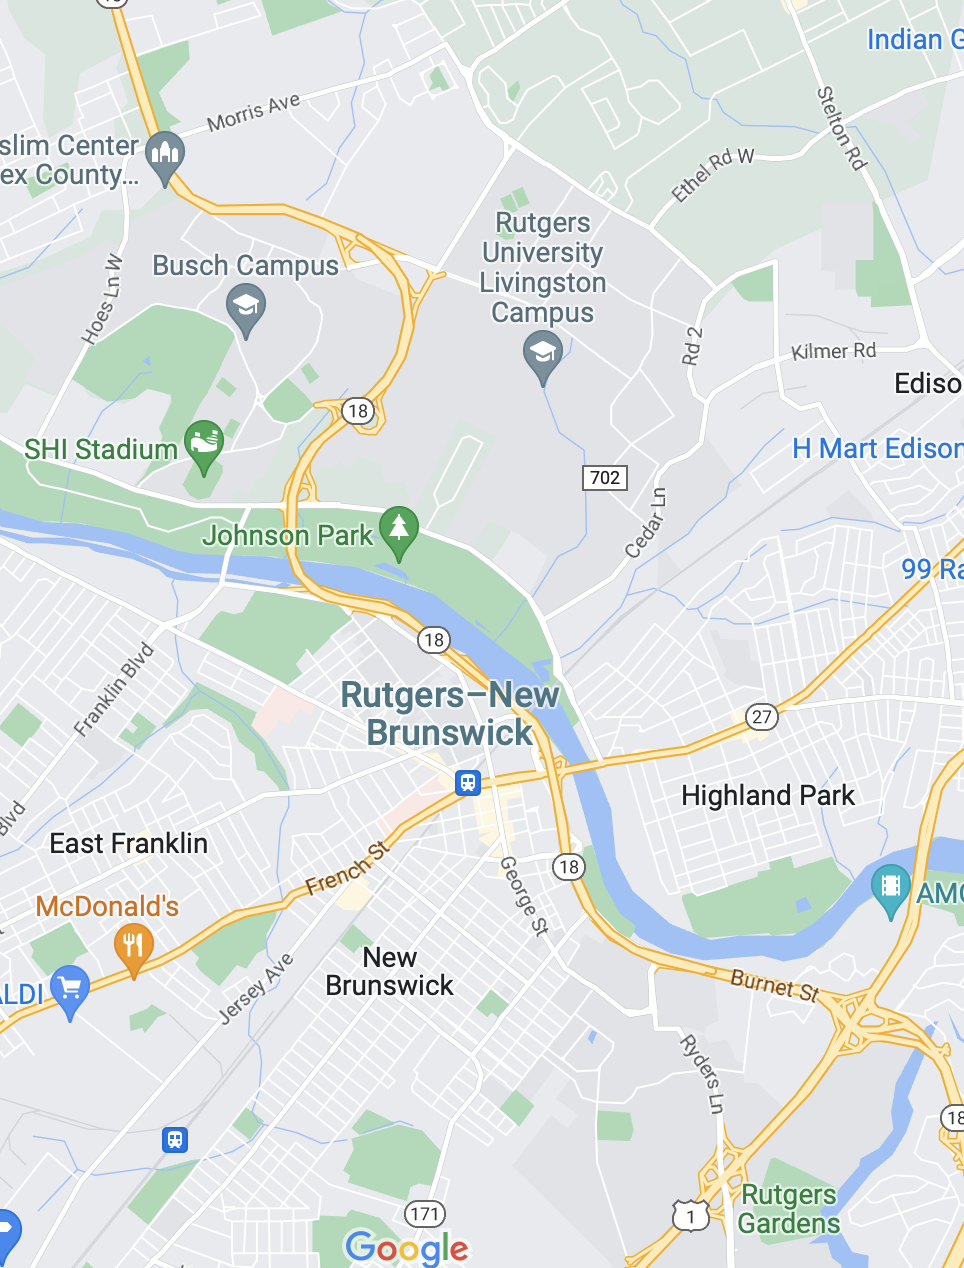 Indian G
Stelton Rd
Morris Ave
slim Center
ex County...
Ethel Rd W
Rutgers
University
Livingston
Campus
Busch Campus
Hoes Ln W
Rd 2
Kilmer Rd
Ediso
18
SHI Stadium
H Mart Edison
702
Cedar Ln
Johnson Park
99 Ra
18
Franklin Blvd
Rutgers–New
Brunswick
27
Highland Park
Blvd
East Franklin
French St
George St
18
AMC
McDonald's
New
Brunswick
Jersey Ave
ALDI
Burnet St
Ryders Ln
18
171
1
Rutgers
Gardens
Google